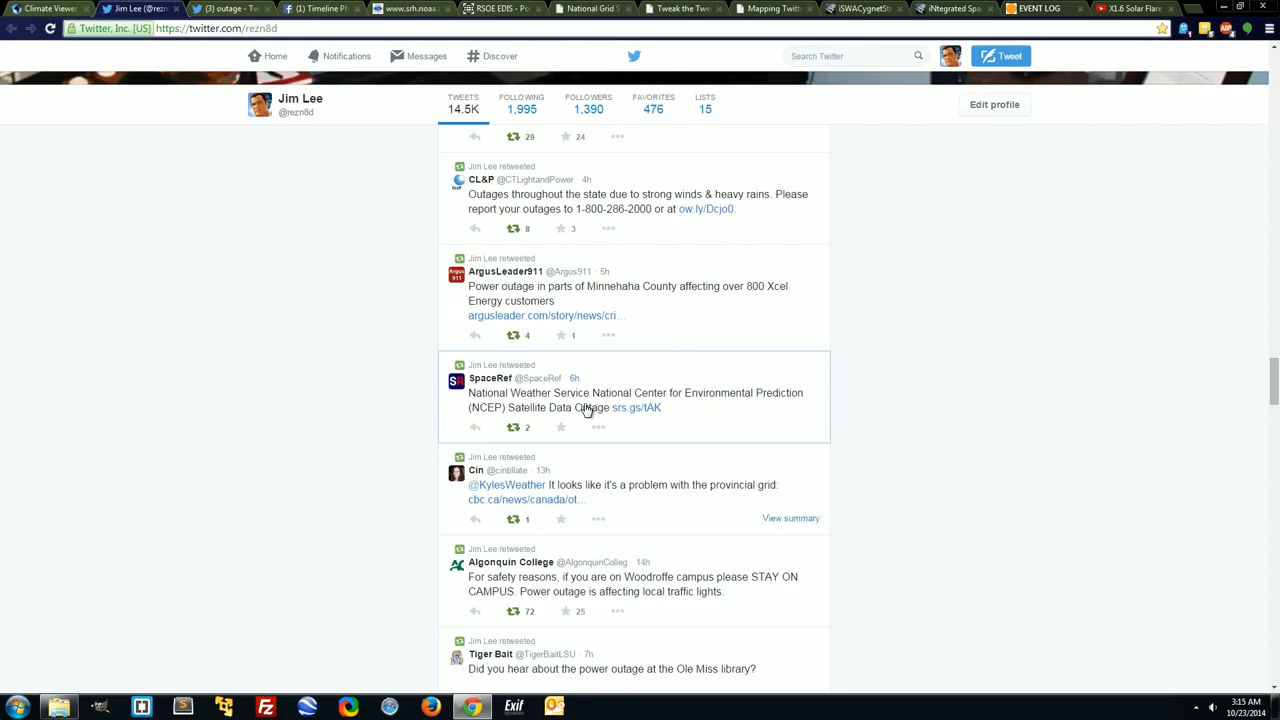 Climate Viewer
Jim Lee (@rezn8d
(3) outage - Tw
Timeline Ph
www.srh.noaa
RSOE EDIS - Po
National Grid S
Tweak the Twe
Mapping Twitt
iSWACygnetStr
iNtegrated Spac
EVENT LOG
X1.6 Solar Flare
Twitter, Inc. [US] https://twitter.com/rezn8d
Home
Notifications
Messages
Discover
Search Twitter
Tweet
Jim Lee
@rezn8d
TWEETS
14.5K
FOLLOWING
1,995
FOLLOWERS
1,390
FAVORITES
476
LISTS
15
Edit profile
29 24
Jim Lee retweeted
CL&P @CTLightandPower · 4h
CL&P
Outages throughout the state due to strong winds & heavy rains. Please
report your outages to 1-800-286-2000 or at ow.ly/Dcjo0.
8 3
Jim Lee retweeted
ArgusLeader911 @Argus911 · 5h
Argus
911
Power outage in parts of Minnehaha County affecting over 800 Xcel
Energy customers
argusleader.com/story/news/cri…
4 1
Jim Lee retweeted
SpaceRef @SpaceRef · 6h
SR
National Weather Service National Center for Environmental Prediction
(NCEP) Satellite Data Outage srs.gs/tAK
2
Jim Lee retweeted
Cin @cintillate · 13h
@KylesWeather It looks like it's a problem with the provincial grid:
cbc.ca/news/canada/ot…
1 View summary
Jim Lee retweeted
Algonquin College @AlgonquinColleg · 14h
For safety reasons, if you are on Woodroffe campus please STAY ON
CAMPUS. Power outage is affecting local traffic lights.
72 25
Jim Lee retweeted
Tiger Bait @TigerBaitLSU · 7h
Did you hear about the power outage at the Ole Miss library?
Exif
3:15 AM
10/23/2014